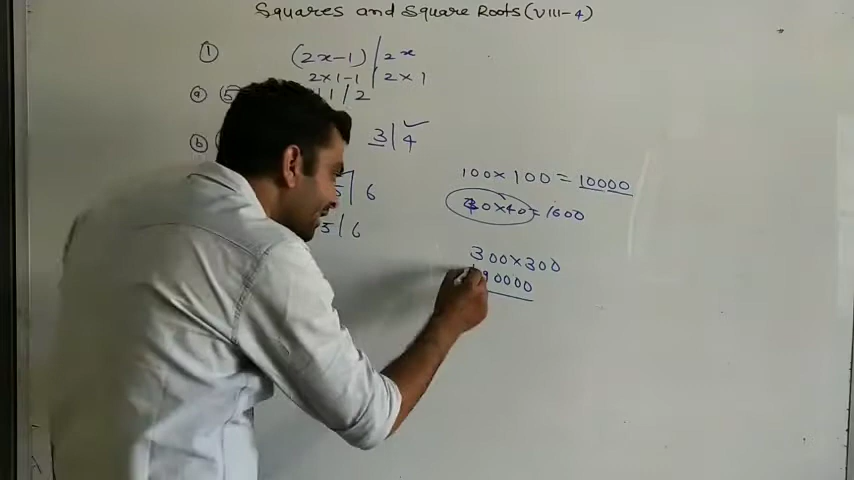 Squares and Square Roots (VIII-4)
① (2x-1) | 2x
2×1-1 | 2×1
ⓐ 1 | 2
ⓑ 3 | 4
5 | 6
5 | 6
100×100 = 10000
40×40 = 1600
300×300
90000